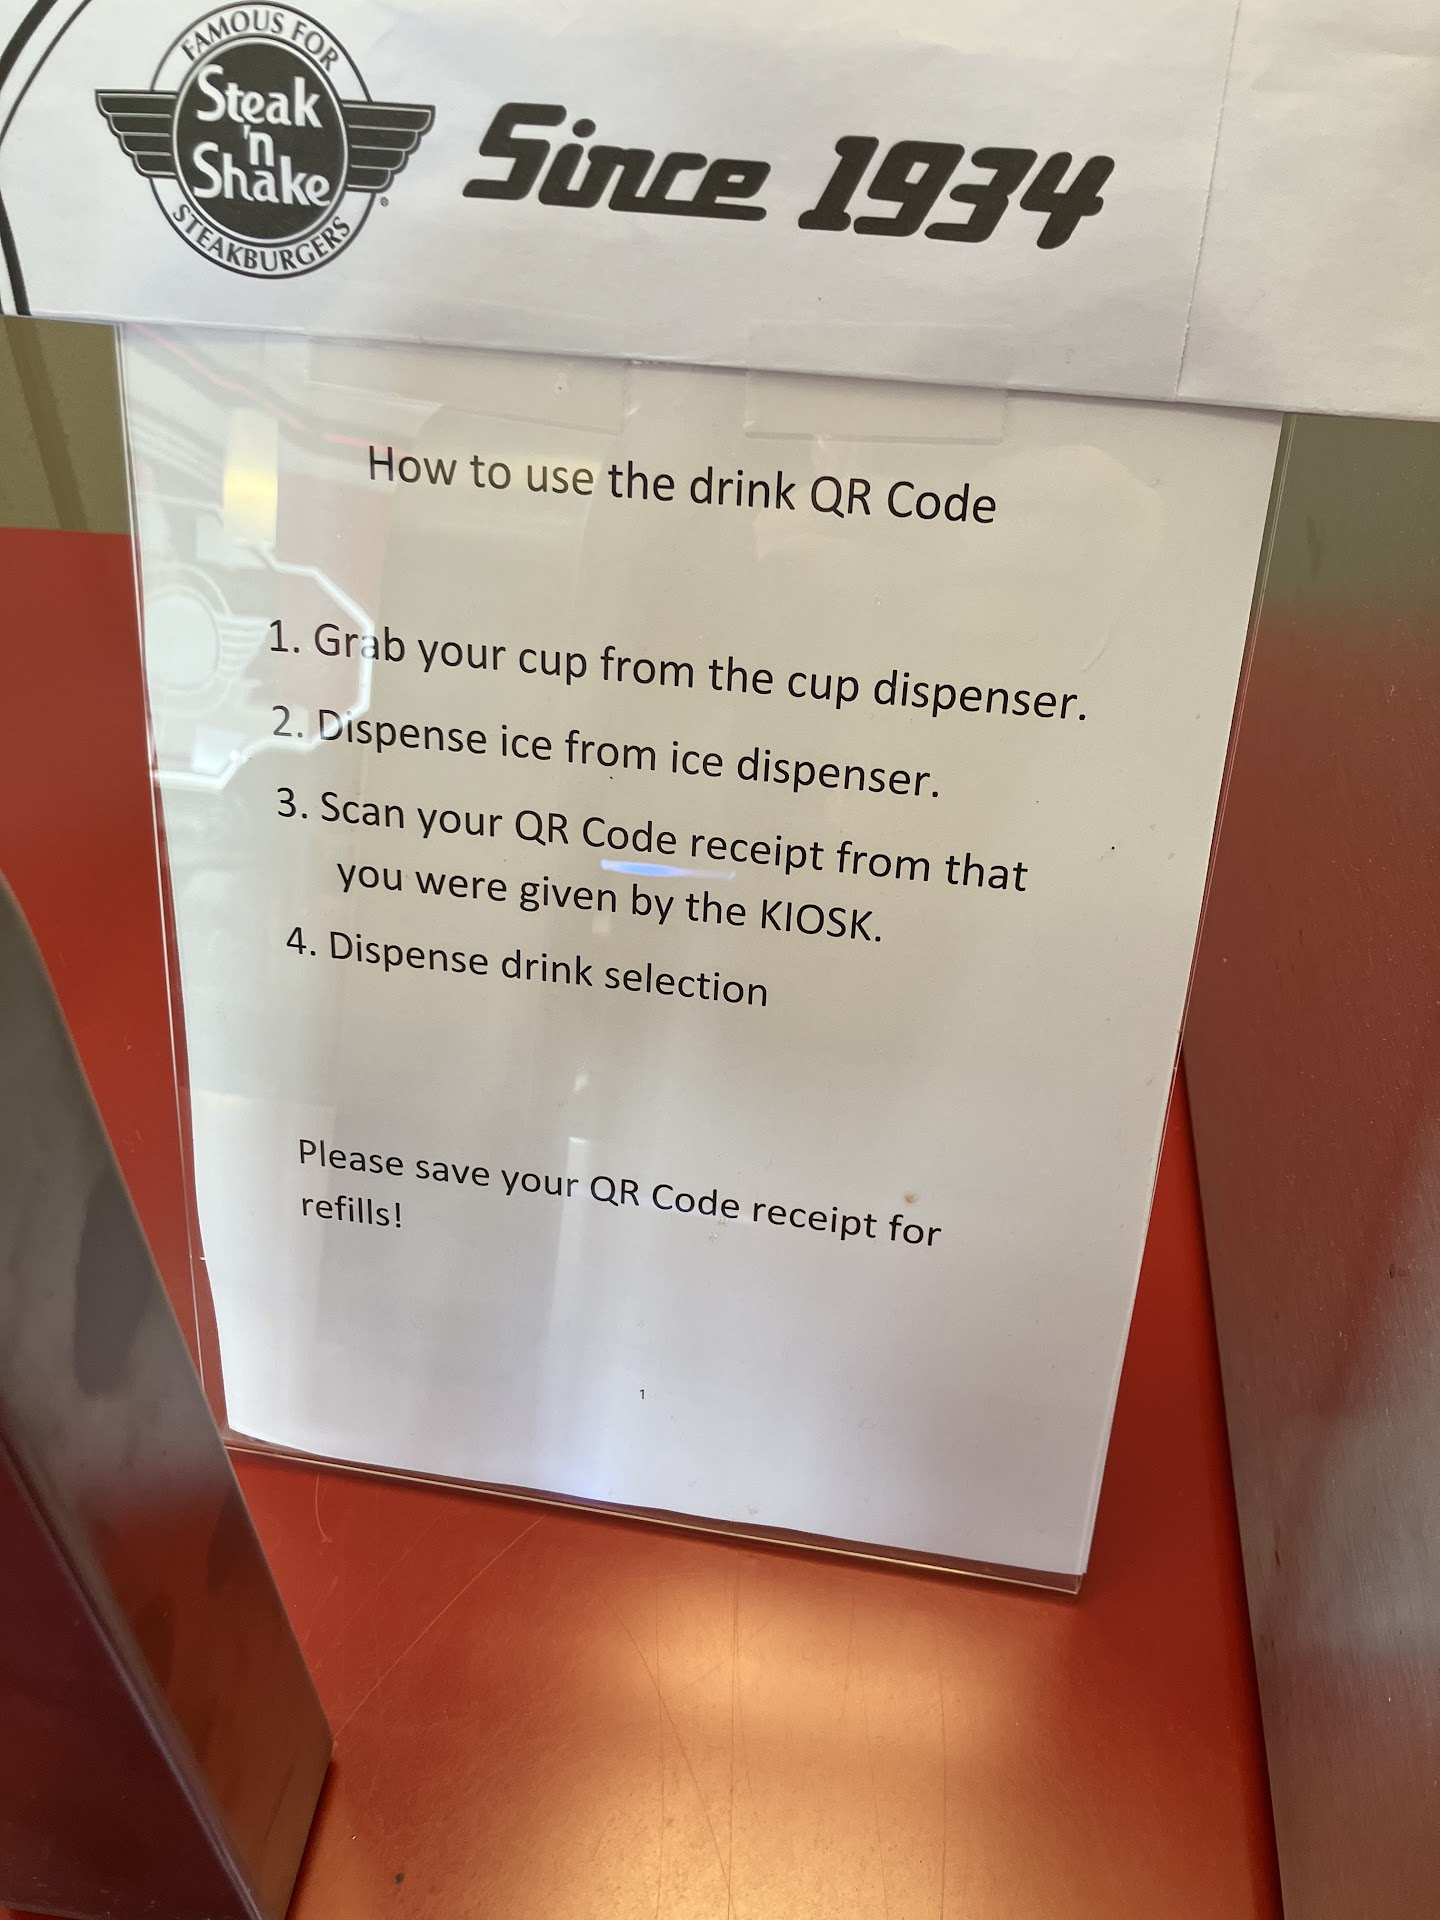 FAMOUS FOR
Steak
'n
Shake
®
STEAKBURGERS
Since 1934
How to use the drink QR Code
1. Grab your cup from the cup dispenser.
2. Dispense ice from ice dispenser.
3. Scan your QR Code receipt from that
you were given by the KIOSK.
4. Dispense drink selection
Please save your QR Code receipt for
refills!
1